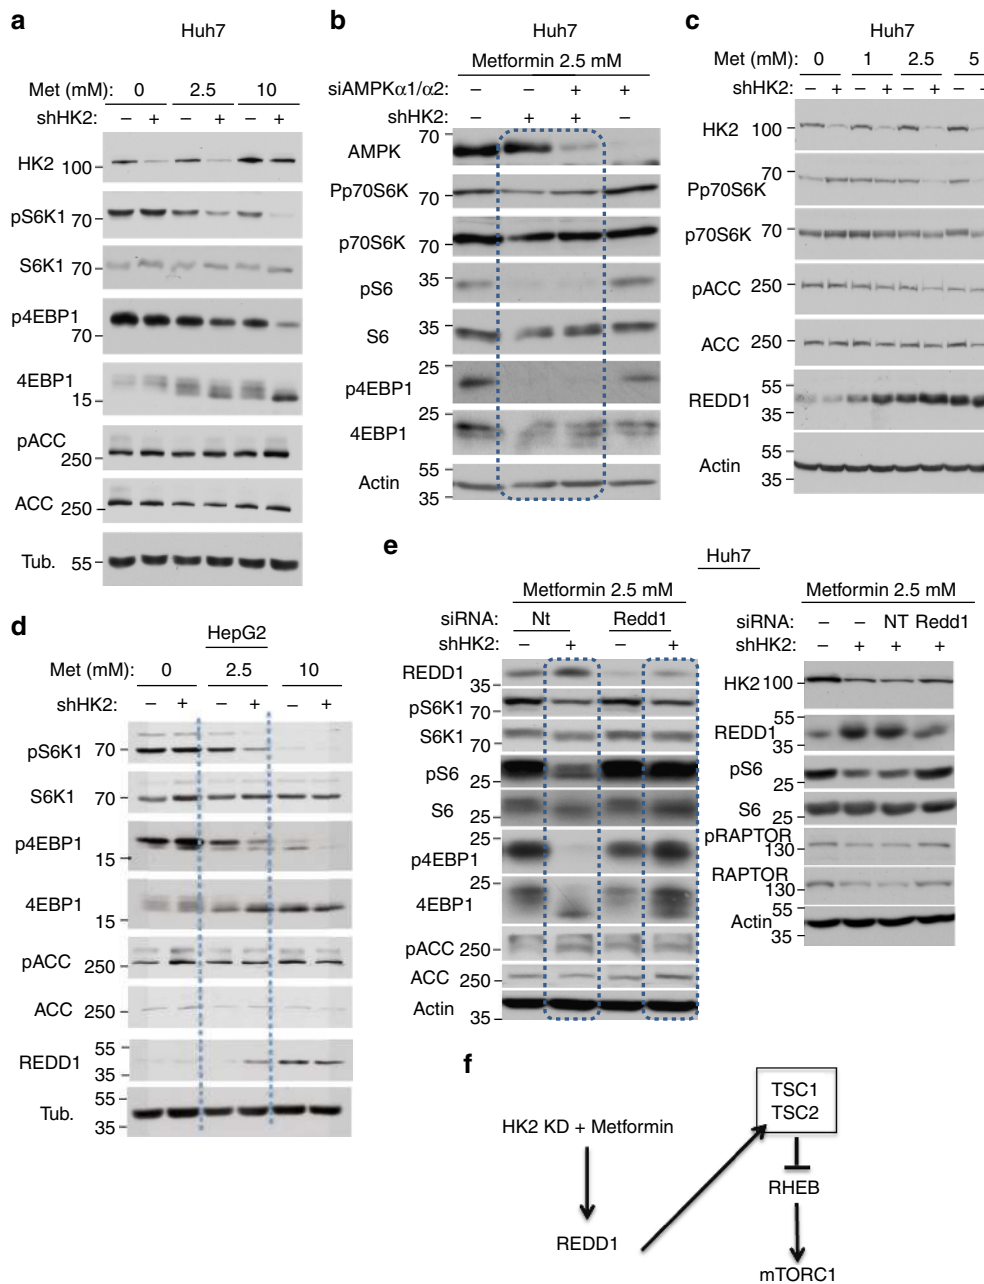 a
Huh7
Met (mM): 0 2.5 10
shHK2: – + – + – +
HK2 100
pS6K1 70
S6K1 70
p4EBP1
70
4EBP1
15
pACC
250
ACC 250
Tub. 55
b
Huh7
Metformin 2.5 mM
siAMPKα1/α2: – – + +
shHK2: – + + –
70
AMPK
Pp70S6K
70
p70S6K
70
35
pS6
35
S6
25
p4EBP1
25
4EBP1
55
Actin
35
c
Huh7
Met (mM): 0 1 2.5 5
shHK2: – + – + – + –
HK2 100
70
Pp70S6K
p70S6K 70
pACC 250
ACC 250
55
REDD1
35
55
Actin
35
d
HepG2
Met (mM): 0 2.5 10
shHK2: – + – + – +
pS6K1 70
S6K1 70
p4EBP1
15
4EBP1
15
pACC 250
ACC 250
55
REDD1
35
55
Tub.
35
e
Huh7
Metformin 2.5 mM
siRNA: Nt Redd1
shHK2: – + – +
REDD1
35
pS6K1
70
S6K1
70
pS6
25
S6
25
25
p4EBP1
25
4EBP1
pACC 250
ACC 250
Actin
35
Metformin 2.5 mM
siRNA: – – NT Redd1
shHK2: – + + +
HK2 100
55
REDD1
35
pS6
25
S6
25
pRAPTOR
130
RAPTOR
130
55
Actin
35
f
HK2 KD + Metformin
REDD1
TSC1
TSC2
RHEB
mTORC1